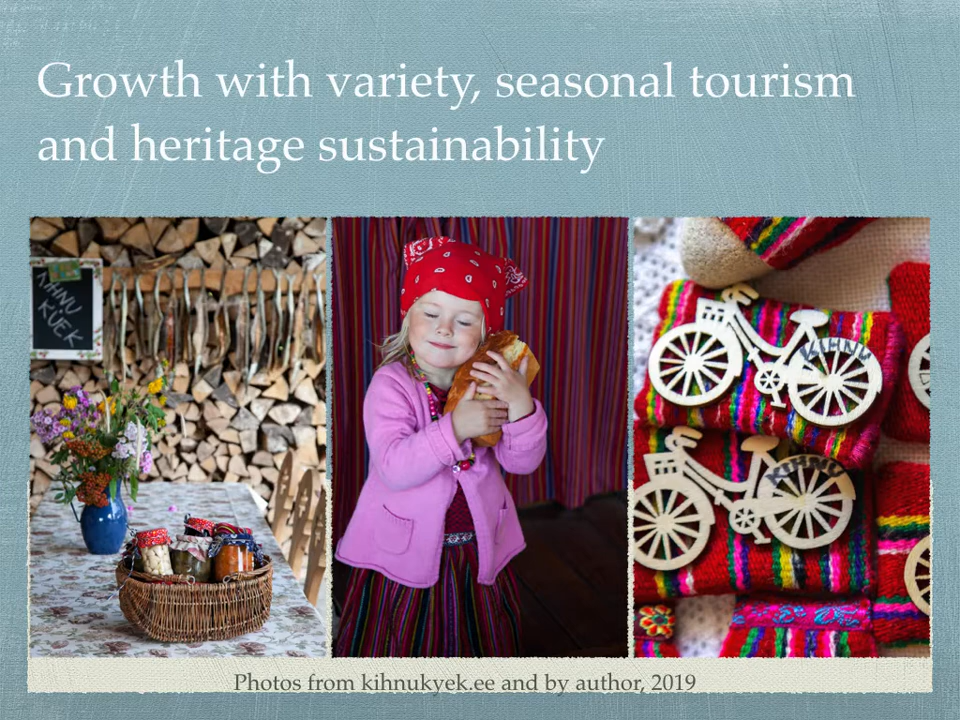 Growth with variety, seasonal tourism
and heritage sustainability
KIHNU
KÜEK
KIHNU
KIHNU
Photos from kihnukyek.ee and by author, 2019